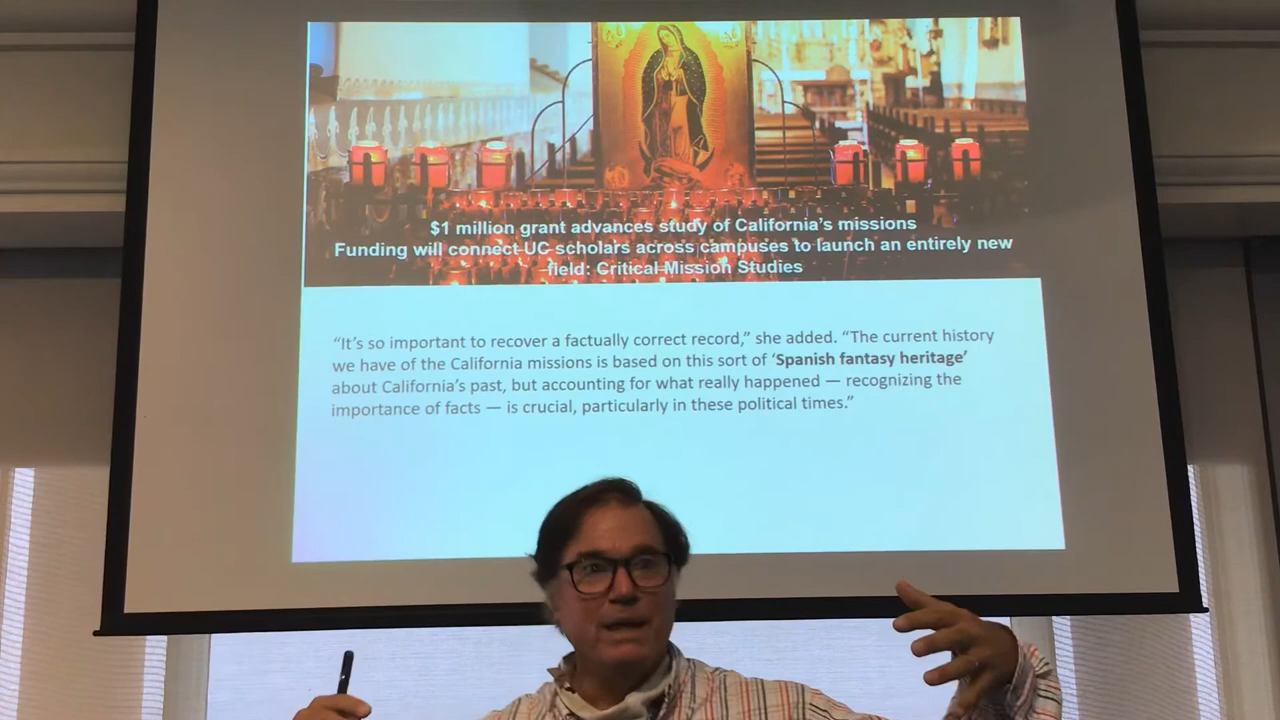 $1 million grant advances study of California’s missions
Funding will connect UC scholars across campuses to launch an entirely new
field: Critical Mission Studies
“It’s so important to recover a factually correct record,” she added. “The current history
we have of the California missions is based on this sort of ‘Spanish fantasy heritage’
about California’s past, but accounting for what really happened — recognizing the
importance of facts — is crucial, particularly in these political times.”